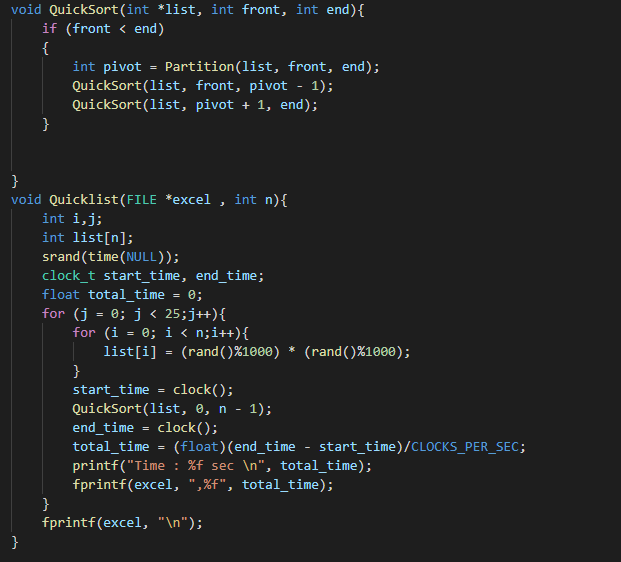 void QuickSort(int *list, int front, int end){
    if (front < end)
    {
        int pivot = Partition(list, front, end);
        QuickSort(list, front, pivot - 1);
        QuickSort(list, pivot + 1, end);
    }
}
void Quicklist(FILE *excel , int n){
    int i,j;
    int list[n];
    srand(time(NULL));
    clock_t start_time, end_time;
    float total_time = 0;
    for (j = 0; j < 25;j++){
        for (i = 0; i < n;i++){
            list[i] = (rand()%1000) * (rand()%1000);
        }
        start_time = clock();
        QuickSort(list, 0, n - 1);
        end_time = clock();
        total_time = (float)(end_time - start_time)/CLOCKS_PER_SEC;
        printf("Time : %f sec \n", total_time);
        fprintf(excel, ",%f", total_time);
    }
    fprintf(excel, "\n");
}